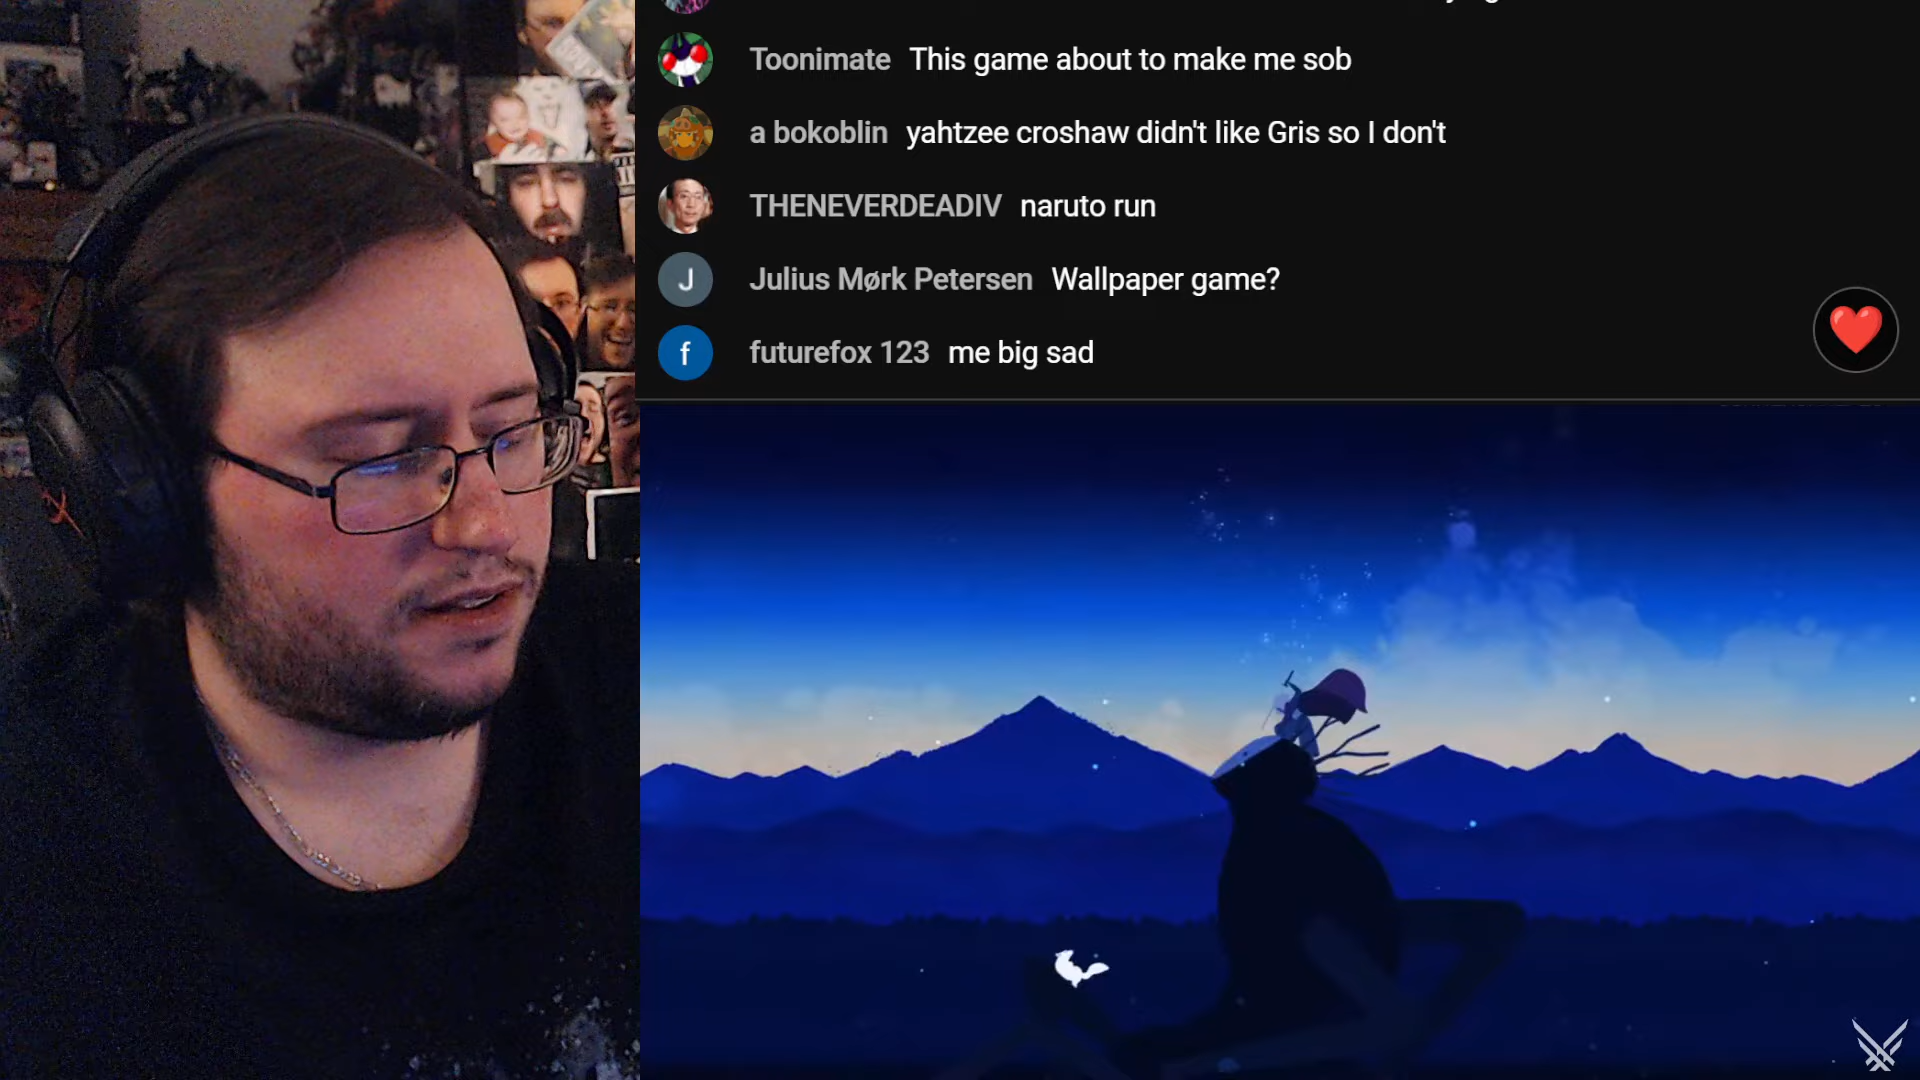 Toonimate This game about to make me sob
a bokoblin yahtzee croshaw didn't like Gris so I don't
THENEVERDEADIV naruto run
J Julius Mørk Petersen Wallpaper game?
f futurefox 123 me big sad